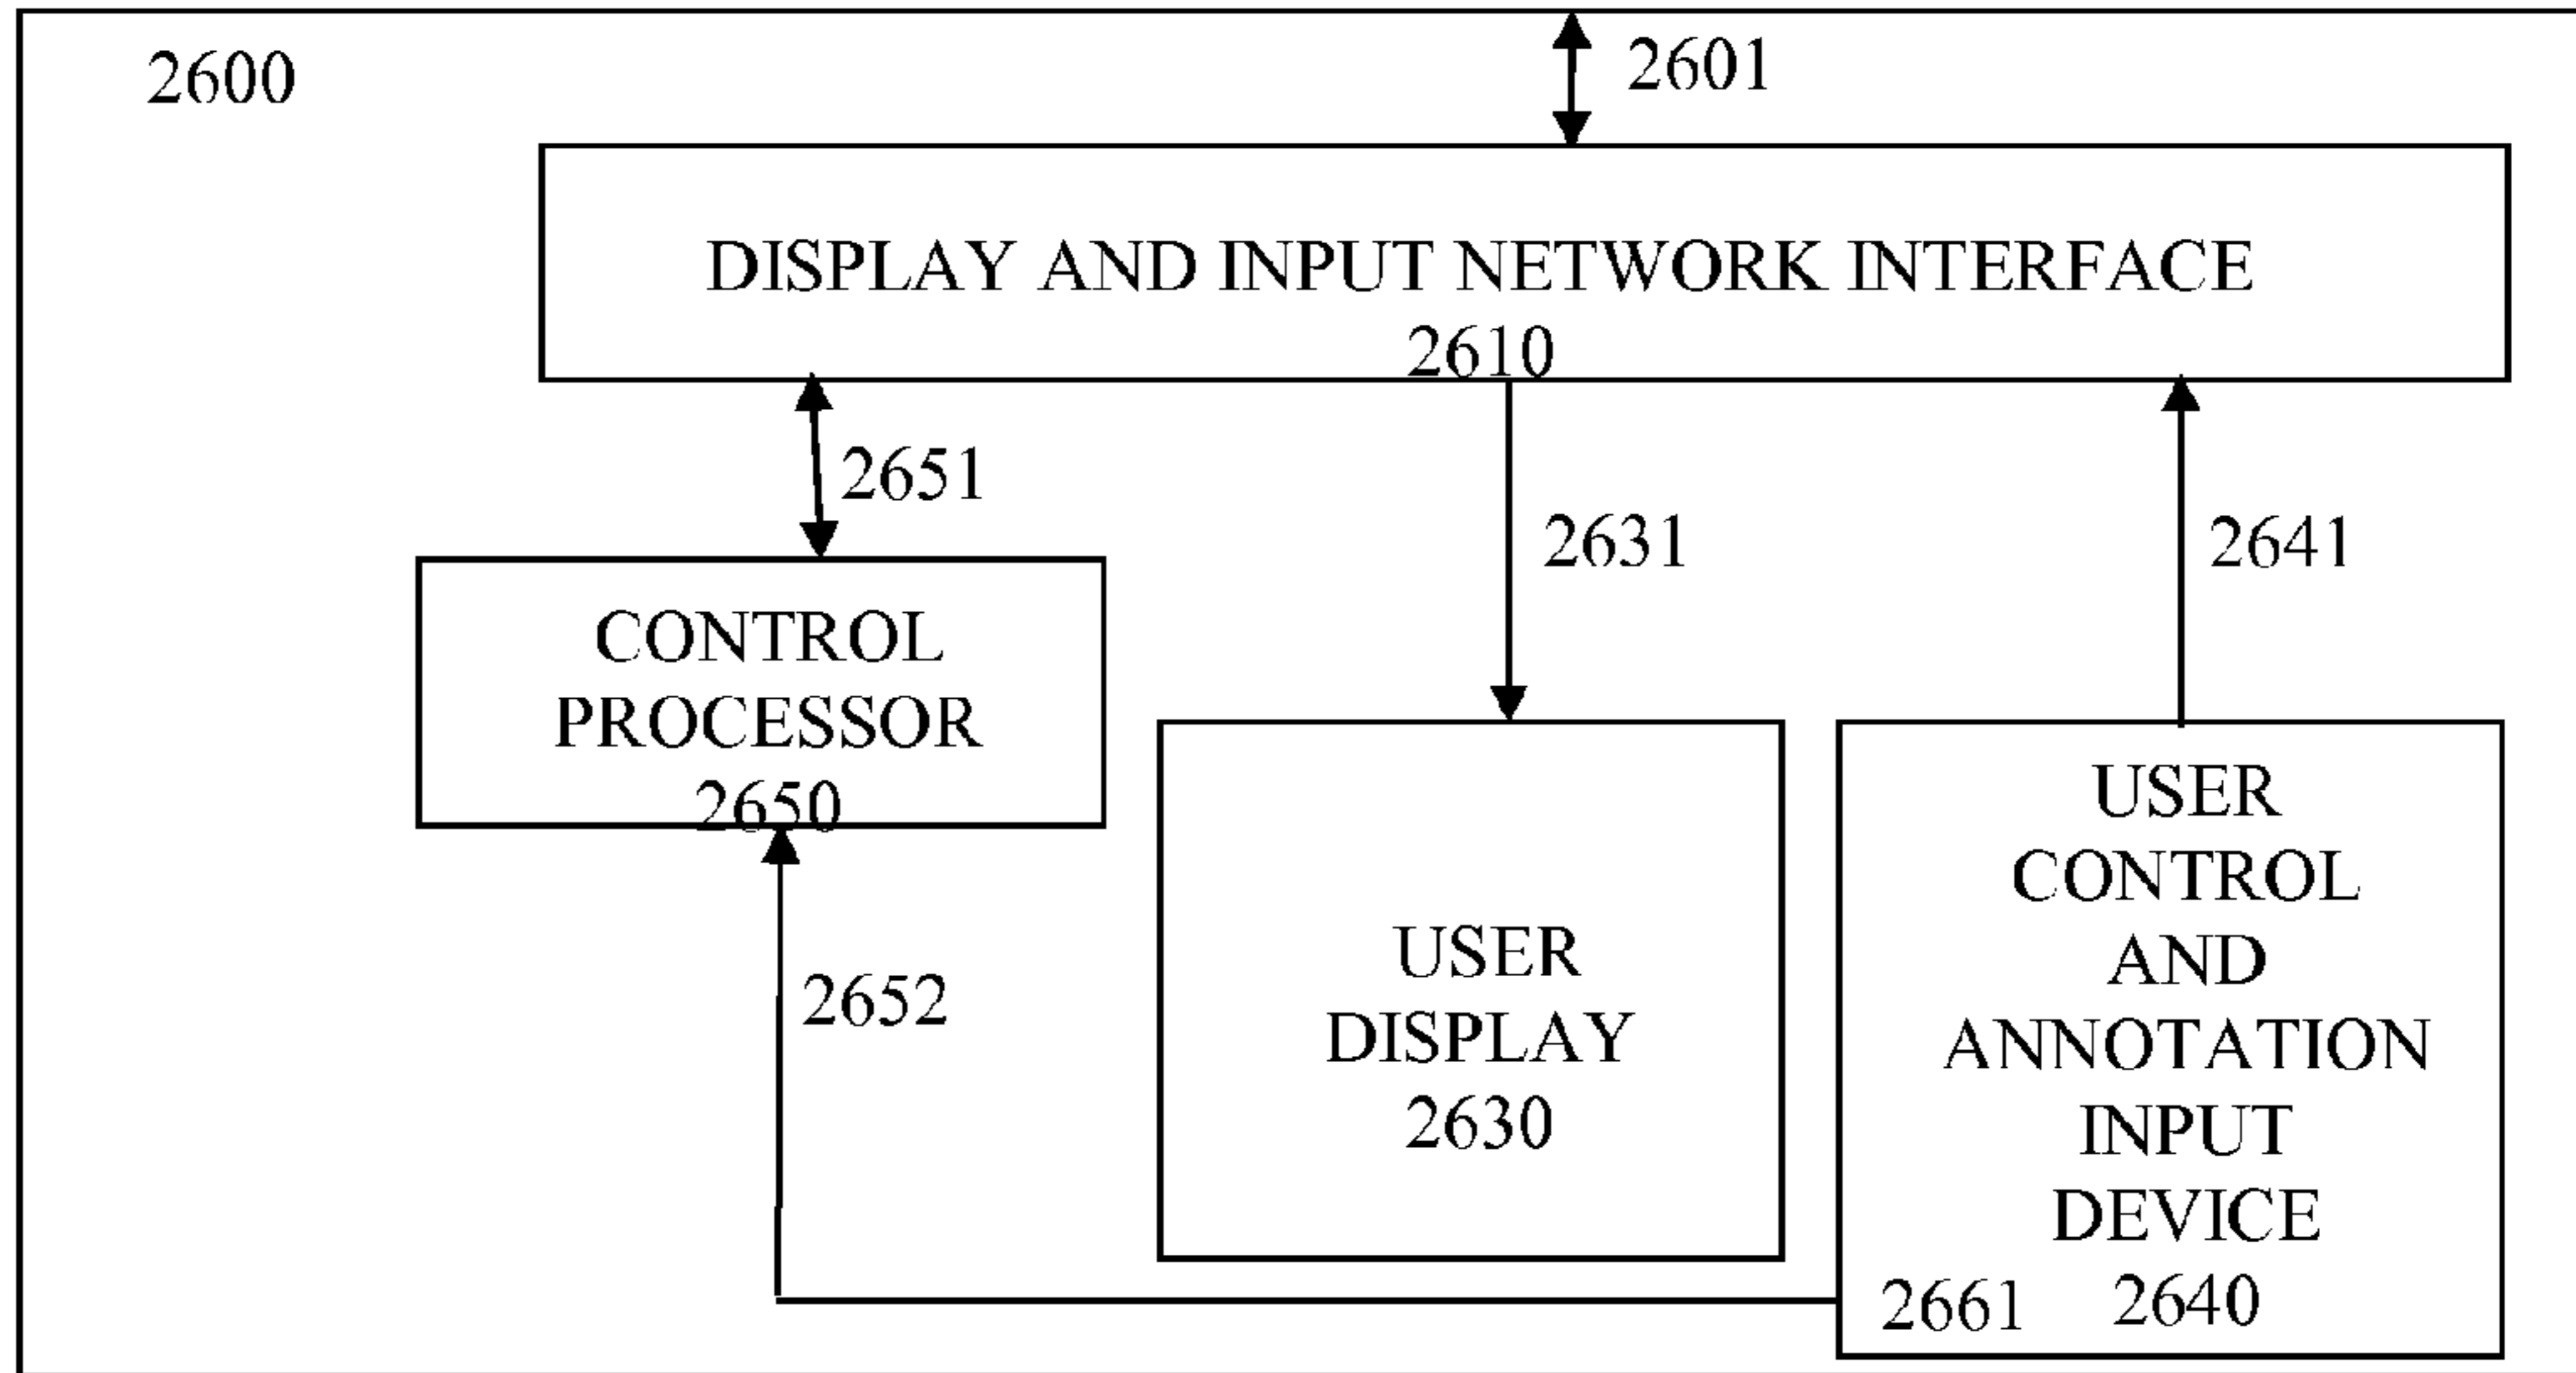 2600
2601
DISPLAY AND INPUT NETWORK INTERFACE
2610
2651
2631
2641
CONTROL
PROCESSOR
2650
2652
USER
DISPLAY
2630
USER
CONTROL
AND
ANNOTATION
INPUT
DEVICE
2661 2640